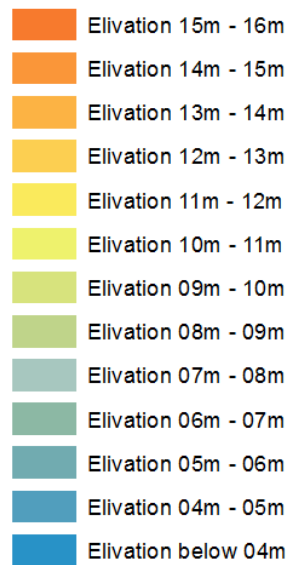 Elivation 15m - 16m
Elivation 14m - 15m
Elivation 13m - 14m
Elivation 12m - 13m
Elivation 11m - 12m
Elivation 10m - 11m
Elivation 09m - 10m
Elivation 08m - 09m
Elivation 07m - 08m
Elivation 06m - 07m
Elivation 05m - 06m
Elivation 04m - 05m
Elivation below 04m